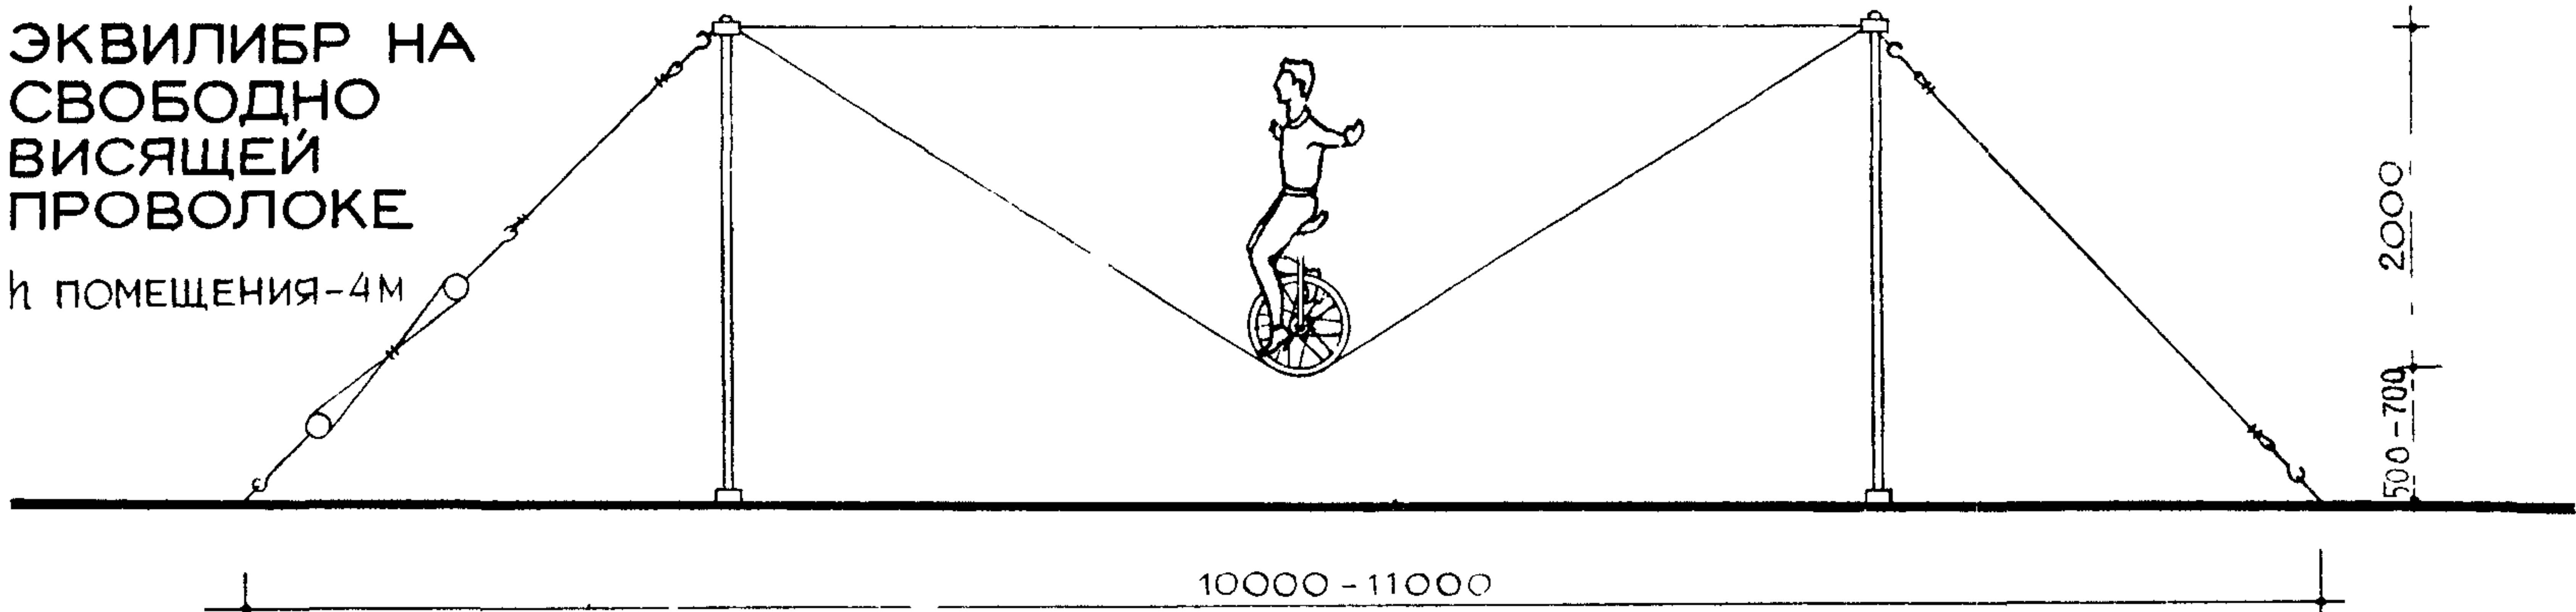 ЭКВИЛИБР НА
СВОБОДНО
ВИСЯЩЕЙ
ПРОВОЛОКЕ
h ПОМЕЩЕНИЯ-4М
2000
500-700
10000-11000